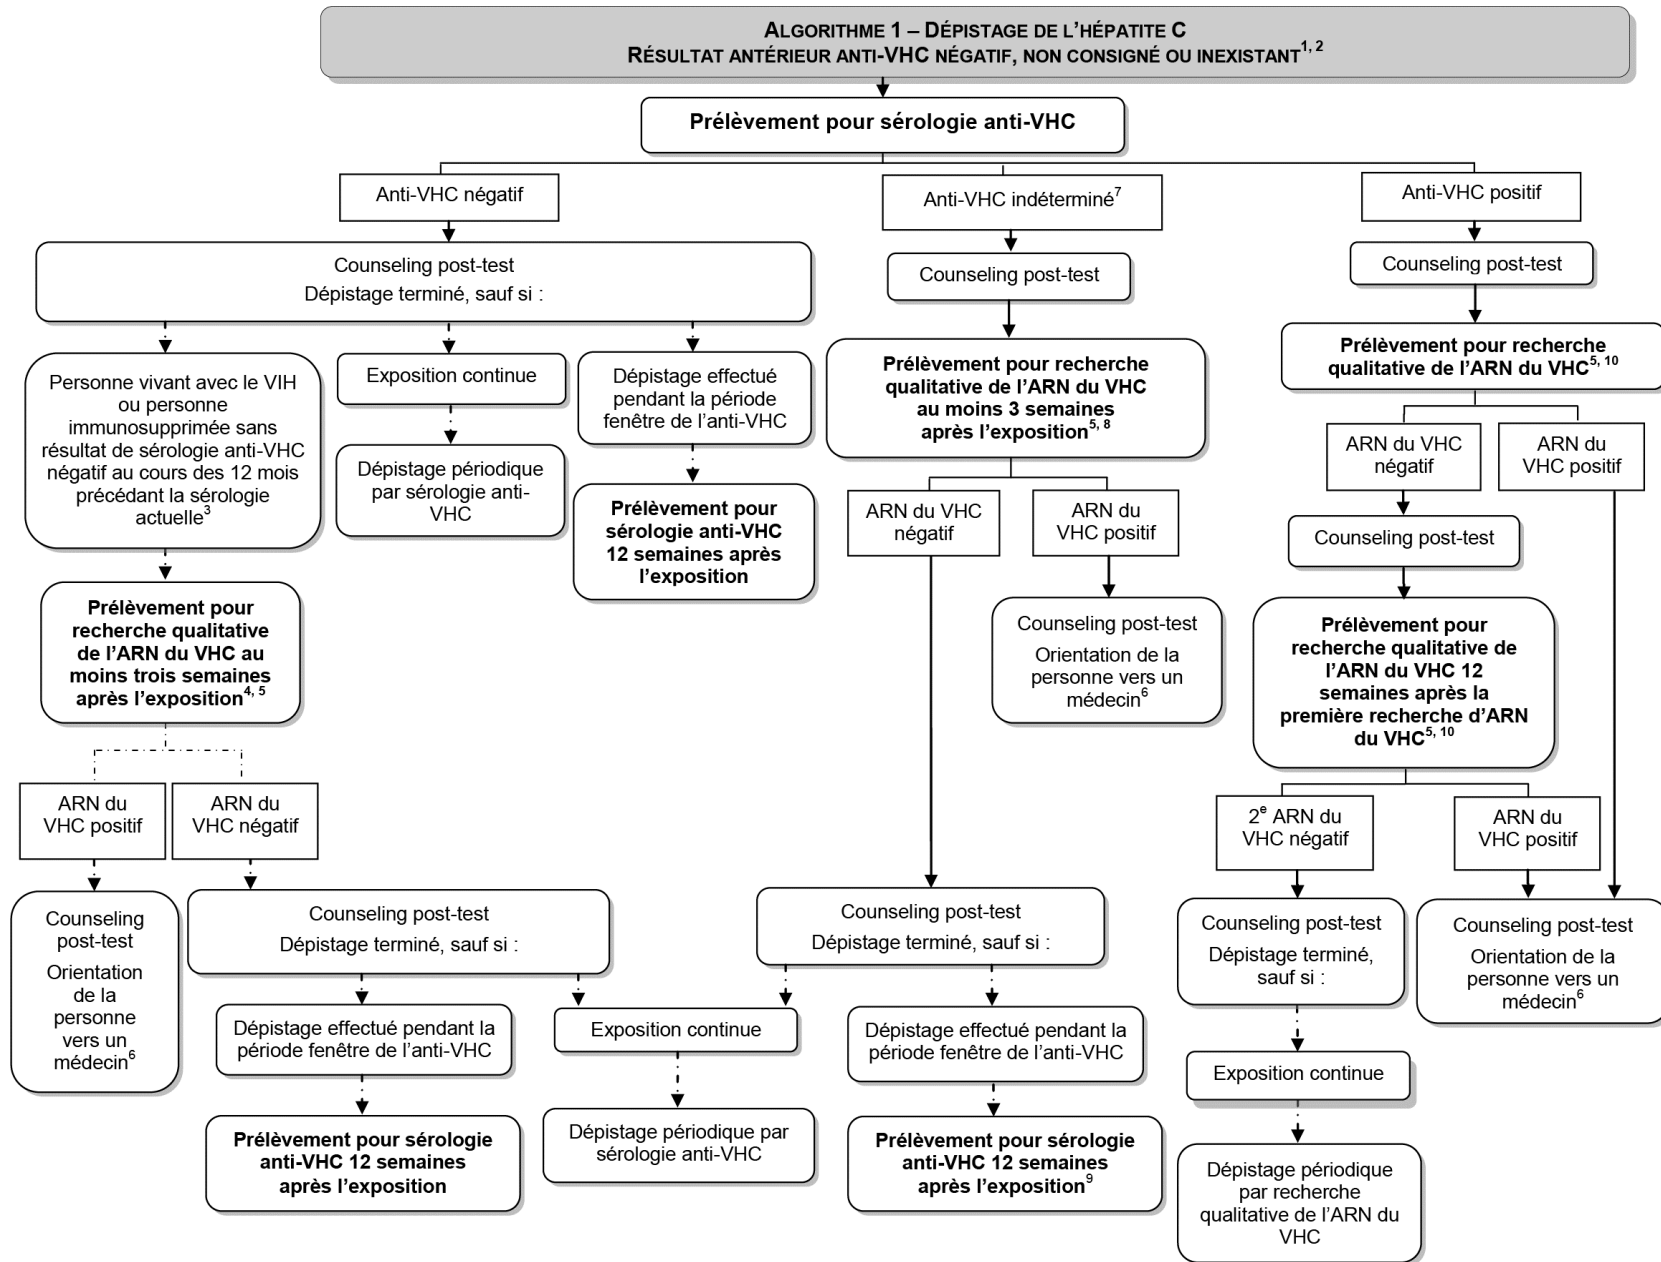 ALGORITHME 1 – DÉPISTAGE DE L'HÉPATITE C
RÉSULTAT ANTÉRIEUR ANTI-VHC NÉGATIF, NON CONSIGNÉ OU INEXISTANT1, 2
Prélèvement pour sérologie anti-VHC
Anti-VHC négatif
Counseling post-test
Dépistage terminé, sauf si :
Personne vivant avec le VIH
ou personne
immunosupprimée sans
résultat de sérologie anti-VHC
négatif au cours des 12 mois
précédant la sérologie
actuelle3
Prélèvement pour
recherche qualitative
de l'ARN du VHC au
moins trois semaines
après l'exposition4, 5
ARN du
VHC positif
Counseling
post-test
Orientation
de la
personne
vers un
médecin6
ARN du
VHC négatif
Counseling post-test
Dépistage terminé, sauf si :
Dépistage effectué pendant la
période fenêtre de l'anti-VHC
Prélèvement pour sérologie
anti-VHC 12 semaines
après l'exposition
Exposition continue
Dépistage périodique par
sérologie anti-VHC
Exposition continue
Dépistage périodique
par sérologie anti-
VHC
Dépistage effectué
pendant la période
fenêtre de l'anti-VHC
Prélèvement pour
sérologie anti-VHC
12 semaines après
l'exposition
Anti-VHC indéterminé7
Counseling post-test
Prélèvement pour recherche
qualitative de l'ARN du VHC
au moins 3 semaines
après l'exposition5, 8
ARN du VHC
négatif
Counseling post-test
Dépistage terminé, sauf si :
Dépistage effectué pendant la
période fenêtre de l'anti-VHC
Prélèvement pour sérologie
anti-VHC 12 semaines
après l'exposition9
ARN du
VHC positif
Counseling post-test
Orientation de la
personne vers un
médecin6
Anti-VHC positif
Counseling post-test
Prélèvement pour recherche
qualitative de l'ARN du VHC5, 10
ARN du VHC
négatif
Counseling post-test
Prélèvement pour
recherche qualitative de
l'ARN du VHC 12
semaines après la
première recherche d'ARN
du VHC5, 10
2e ARN du
VHC négatif
Counseling post-test
Dépistage terminé,
sauf si :
Exposition continue
Dépistage périodique
par recherche
qualitative de l'ARN du
VHC
ARN du
VHC positif
ARN du
VHC positif
Counseling post-test
Orientation de la
personne vers un
médecin6